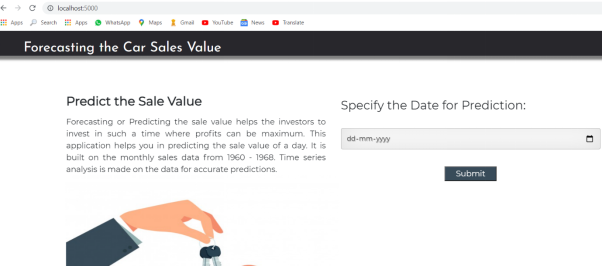 localhost:5000
Apps Search Apps WhatsApp Maps Gmail YouTube News Translate
Forecasting the Car Sales Value
Predict the Sale Value
Forecasting or Predicting the sale value helps the investors to
invest in such a time where profits can be maximum. This
application helps you in predicting the sale value of a day. It is
built on the monthly sales data from 1960 - 1968. Time series
analysis is made on the data for accurate predictions.
Specify the Date for Prediction:
dd-mm-yyyy
Submit